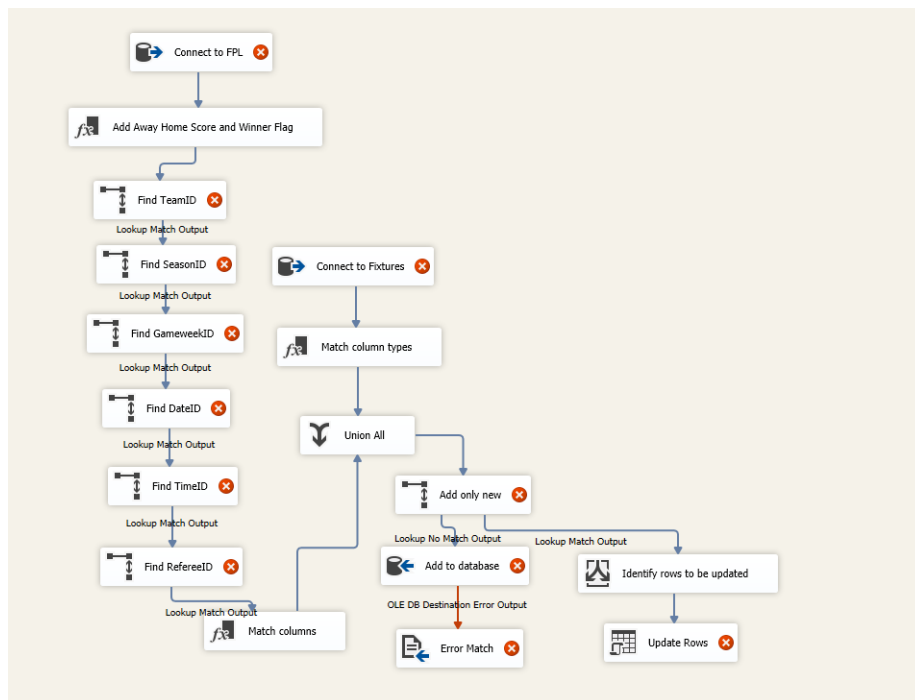 Connect to FPL
Add Away Home Score and Winner Flag
Find TeamID
Lookup Match Output
Find SeasonID
Connect to Fixtures
Lookup Match Output
Find GameweekID
Match column types
Lookup Match Output
Find DateID
Union All
Lookup Match Output
Find TimeID
Add only new
Lookup Match Output
Lookup No Match Output
Lookup Match Output
Find RefereeID
Add to database
Identify rows to be updated
Lookup Match Output
OLE DB Destination Error Output
Match columns
Error Match
Update Rows